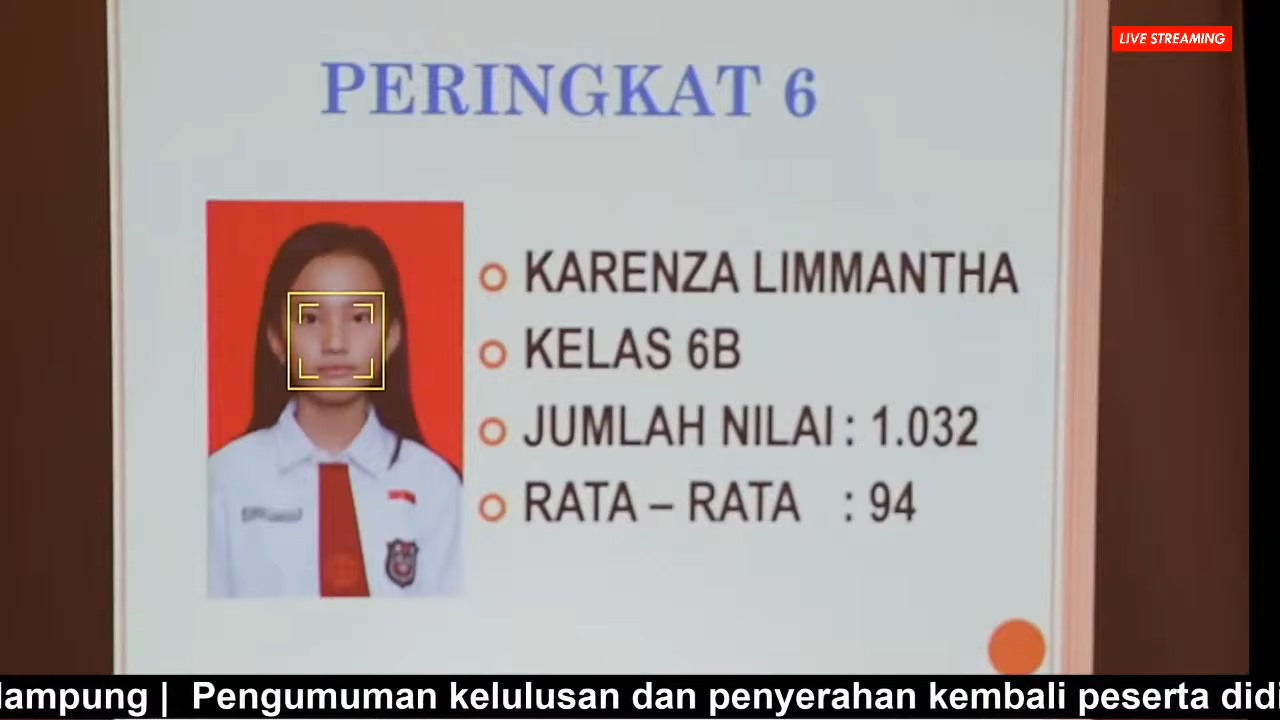 LIVE STREAMING
PERINGKAT 6
KARENZA LIMMANTHA
KELAS 6B
JUMLAH NILAI : 1.032
RATA – RATA : 94
lampung | Pengumuman kelulusan dan penyerahan kembali peserta didi